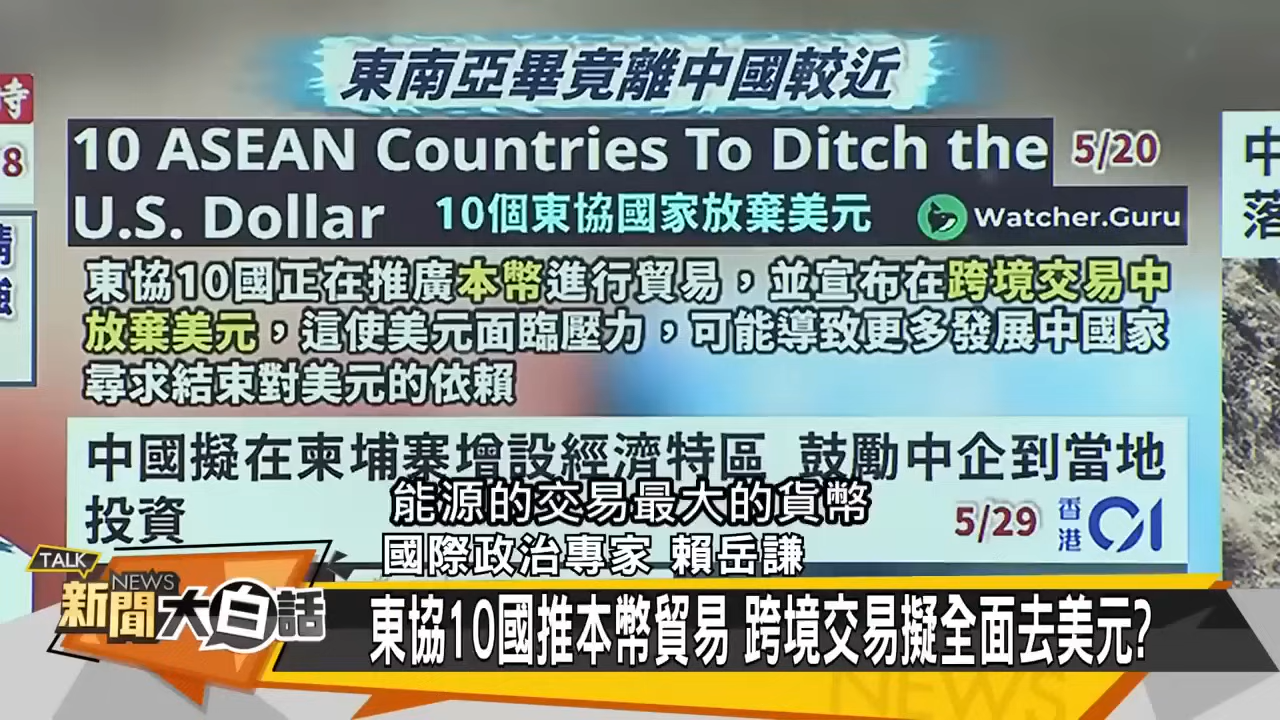 東南亞畢竟離中國較近
時
8
10 ASEAN Countries To Ditch the
5/20
U.S. Dollar 10個東協國家放棄美元
Watcher.Guru
東協10國正在推廣本幣進行貿易，並宣布在跨境交易中
放棄美元，這使美元面臨壓力，可能導致更多發展中國家
尋求結束對美元的依賴
中國擬在柬埔寨增設經濟特區 鼓勵中企到當地
投資
5/29
香港01
中
落
能源的交易最大的貨幣
國際政治專家 賴岳謙
TALK
NEWS
新聞大白話
東協10國推本幣貿易 跨境交易擬全面去美元?
NEWS